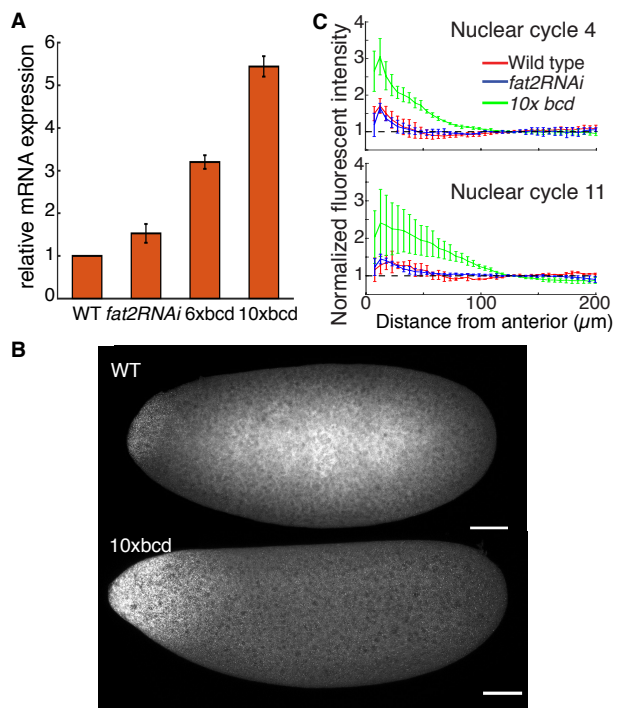 A
relative mRNA expression
6
5
4
3
2
1
0
WT fat2RNAi 6xbcd 10xbcd
C
Normalized fluorescent intensity
Nuclear cycle 4
Wild type
fat2RNAi
10x bcd
4
3
2
1
Nuclear cycle 11
4
3
2
1
0 100 200
Distance from anterior (µm)
B
WT
10xbcd